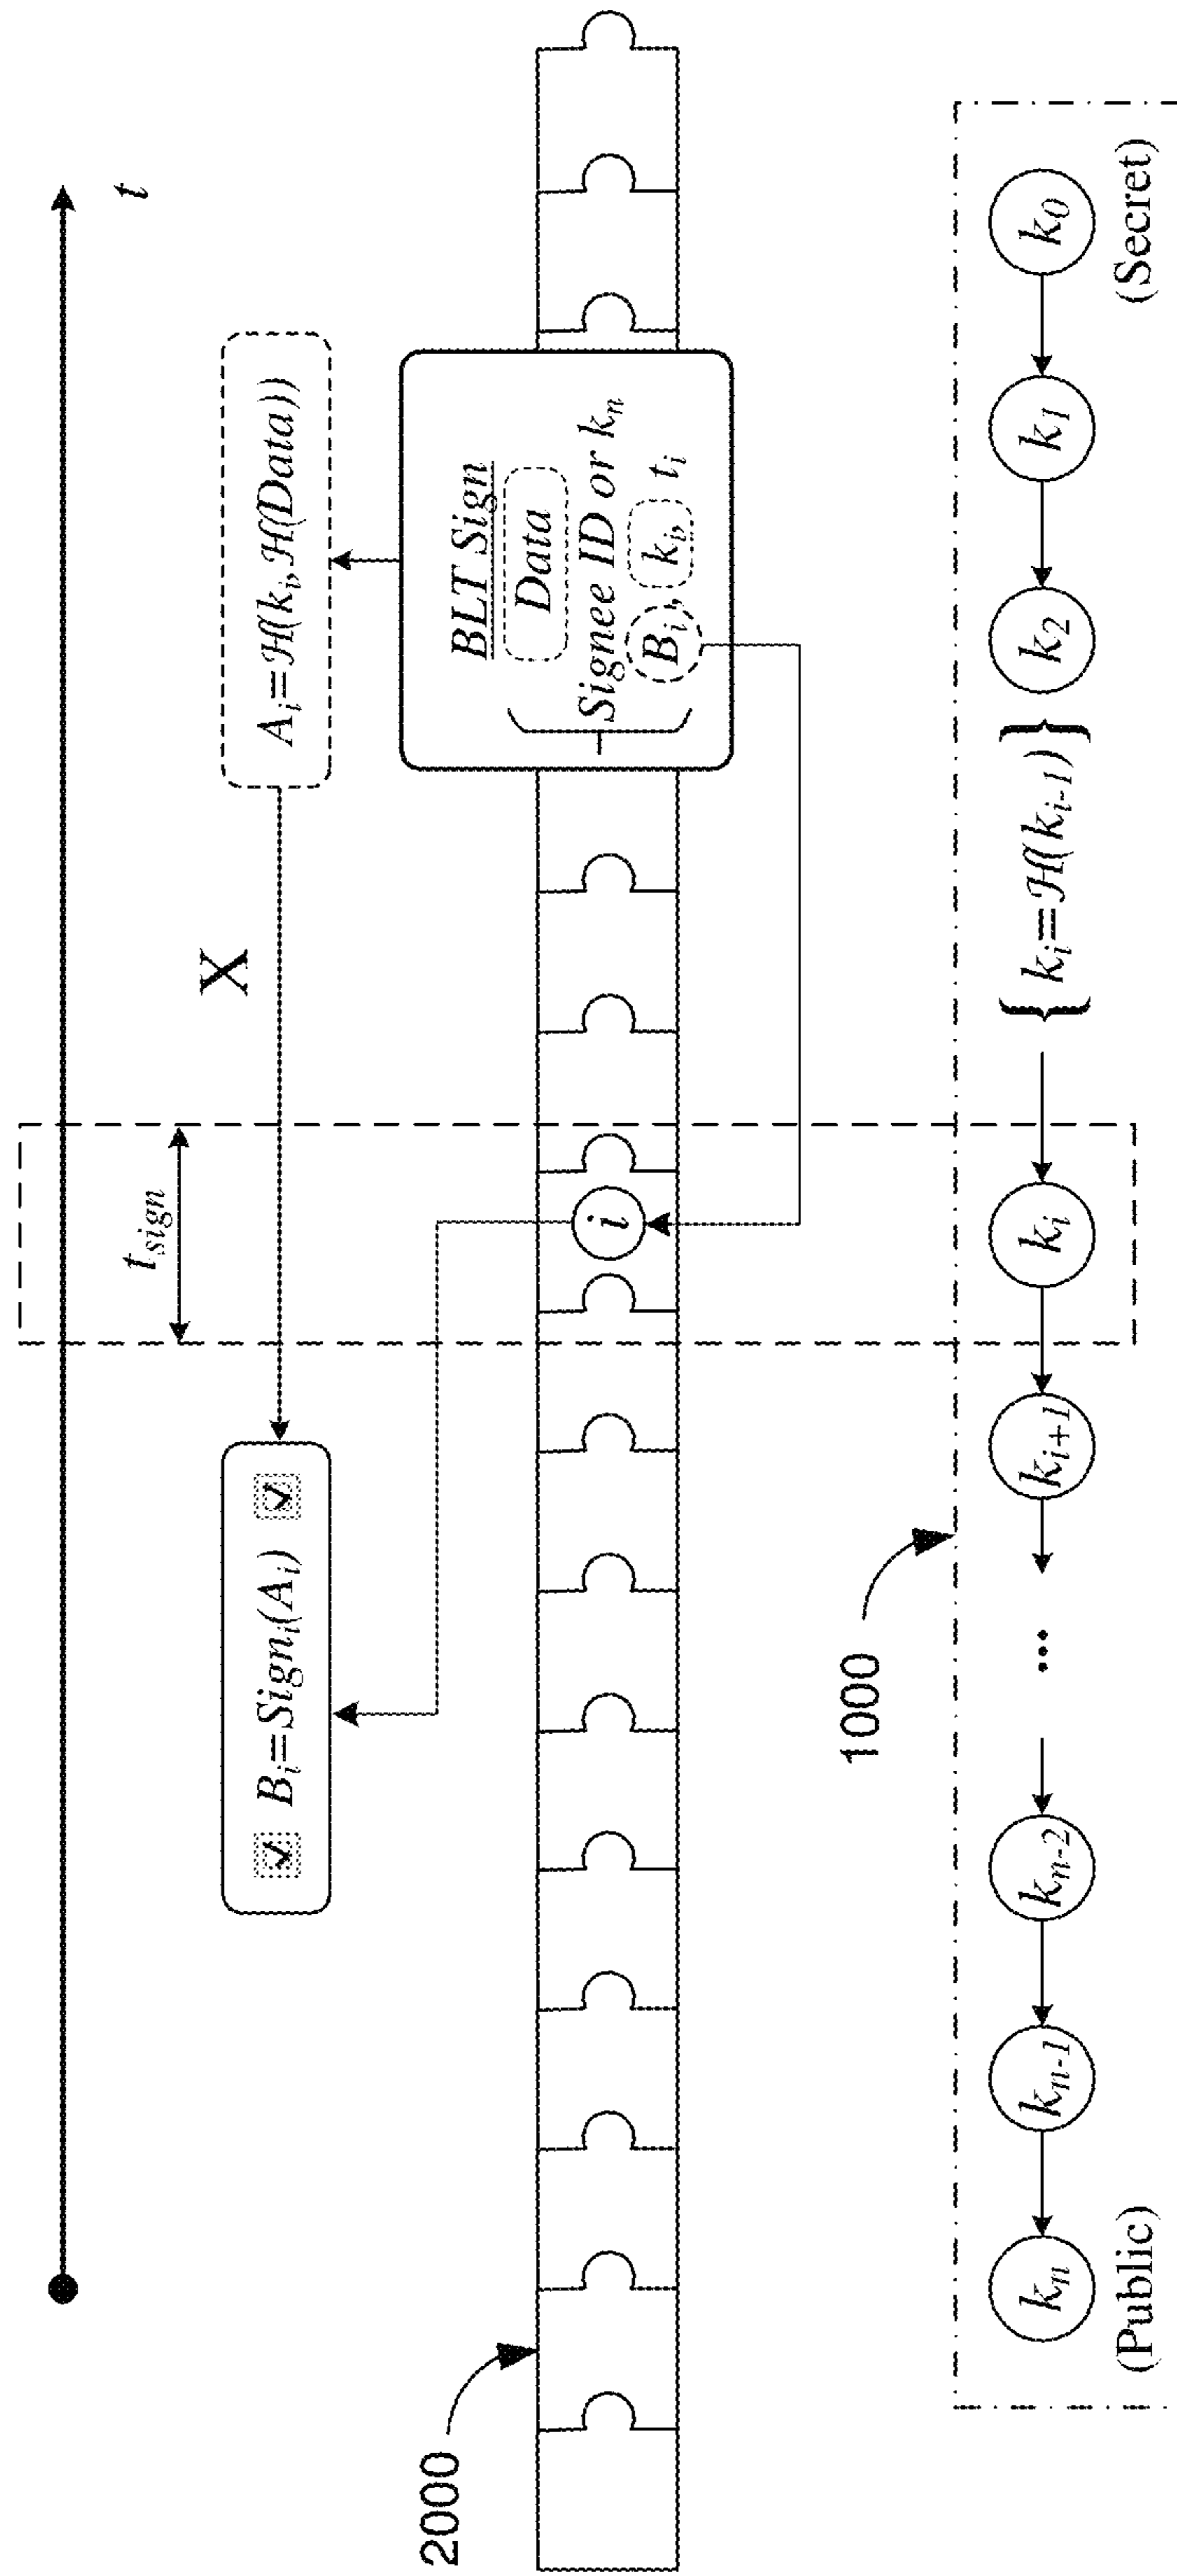 t
t_sign
X
B_i=Sign_i(A_i)
A_i=ℋ(k_i,ℋ(Data))
2000
i
BLT Sign
Data
Signee ID or k_n
B_i, k_i, t_i
1000
k_n
k_n-1
k_n-2
...
k_i+1
k_i
{ k_i=ℋ(k_i-1) }
k_2
k_1
k_0
(Public)
(Secret)